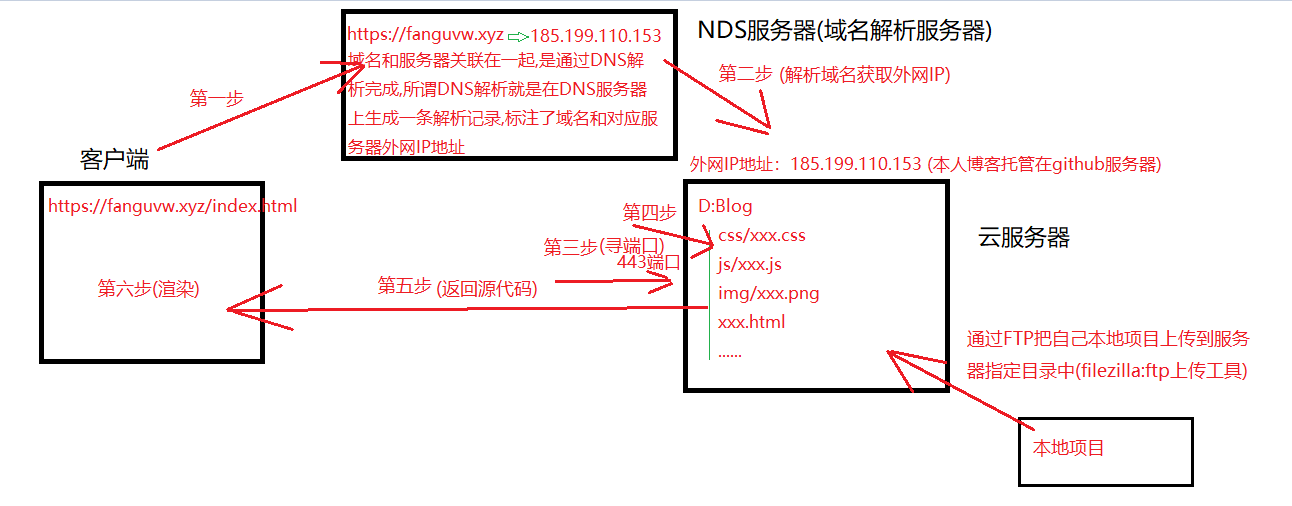 https://fanguvw.xyz 185.199.110.153
域名和服务器关联在一起,是通过DNS解
析完成,所谓DNS解析就是在DNS服务器
上生成一条解析记录,标注了域名和对应服
务器外网IP地址
NDS服务器(域名解析服务器)
第一步
第二步 (解析域名获取外网IP)
客户端
https://fanguvw.xyz/index.html
第六步(渲染)
外网IP地址：185.199.110.153 (本人博客托管在github服务器)
第四步
第三步 (寻端口)
443端口
第五步 (返回源代码)
D:Blog
css/xxx.css
js/xxx.js
img/xxx.png
xxx.html
......
云服务器
通过FTP把自己本地项目上传到服务
器指定目录中(filezilla:ftp上传工具)
本地项目